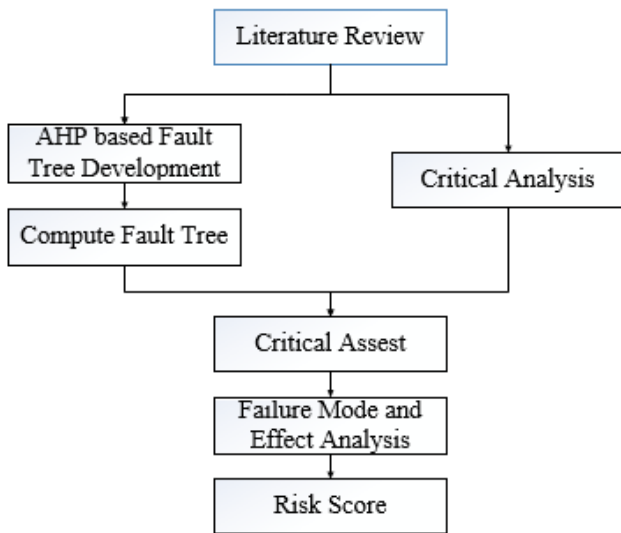 Literature Review
AHP based Fault
Tree Development
Critical Analysis
Compute Fault Tree
Critical Assest
Failure Mode and
Effect Analysis
Risk Score